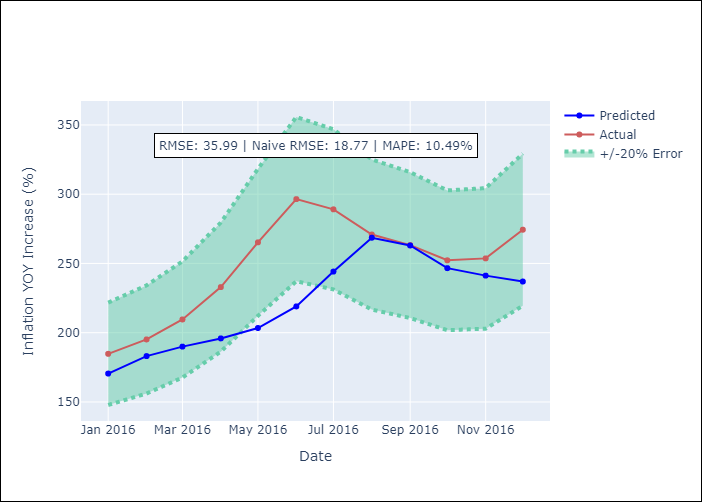 RMSE: 35.99 | Naive RMSE: 18.77 | MAPE: 10.49%
Predicted
Actual
+/-20% Error
Inflation YOY Increase (%)
350
300
250
200
150
Jan 2016 Mar 2016 May 2016 Jul 2016 Sep 2016 Nov 2016
Date